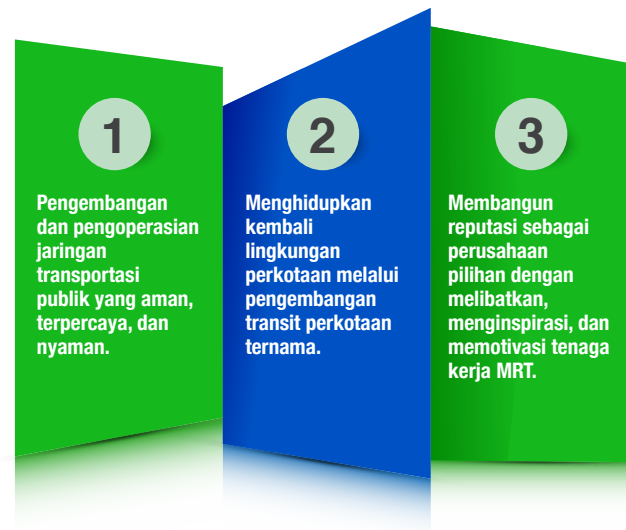 1
Pengembangan
dan pengoperasian
jaringan
transportasi
publik yang aman,
terpercaya, dan
nyaman.
2
Menghidupkan
kembali
lingkungan
perkotaan melalui
pengembangan
transit perkotaan
ternama.
3
Membangun
reputasi sebagai
perusahaan
pilihan dengan
melibatkan,
menginspirasi, dan
memotivasi tenaga
kerja MRT.